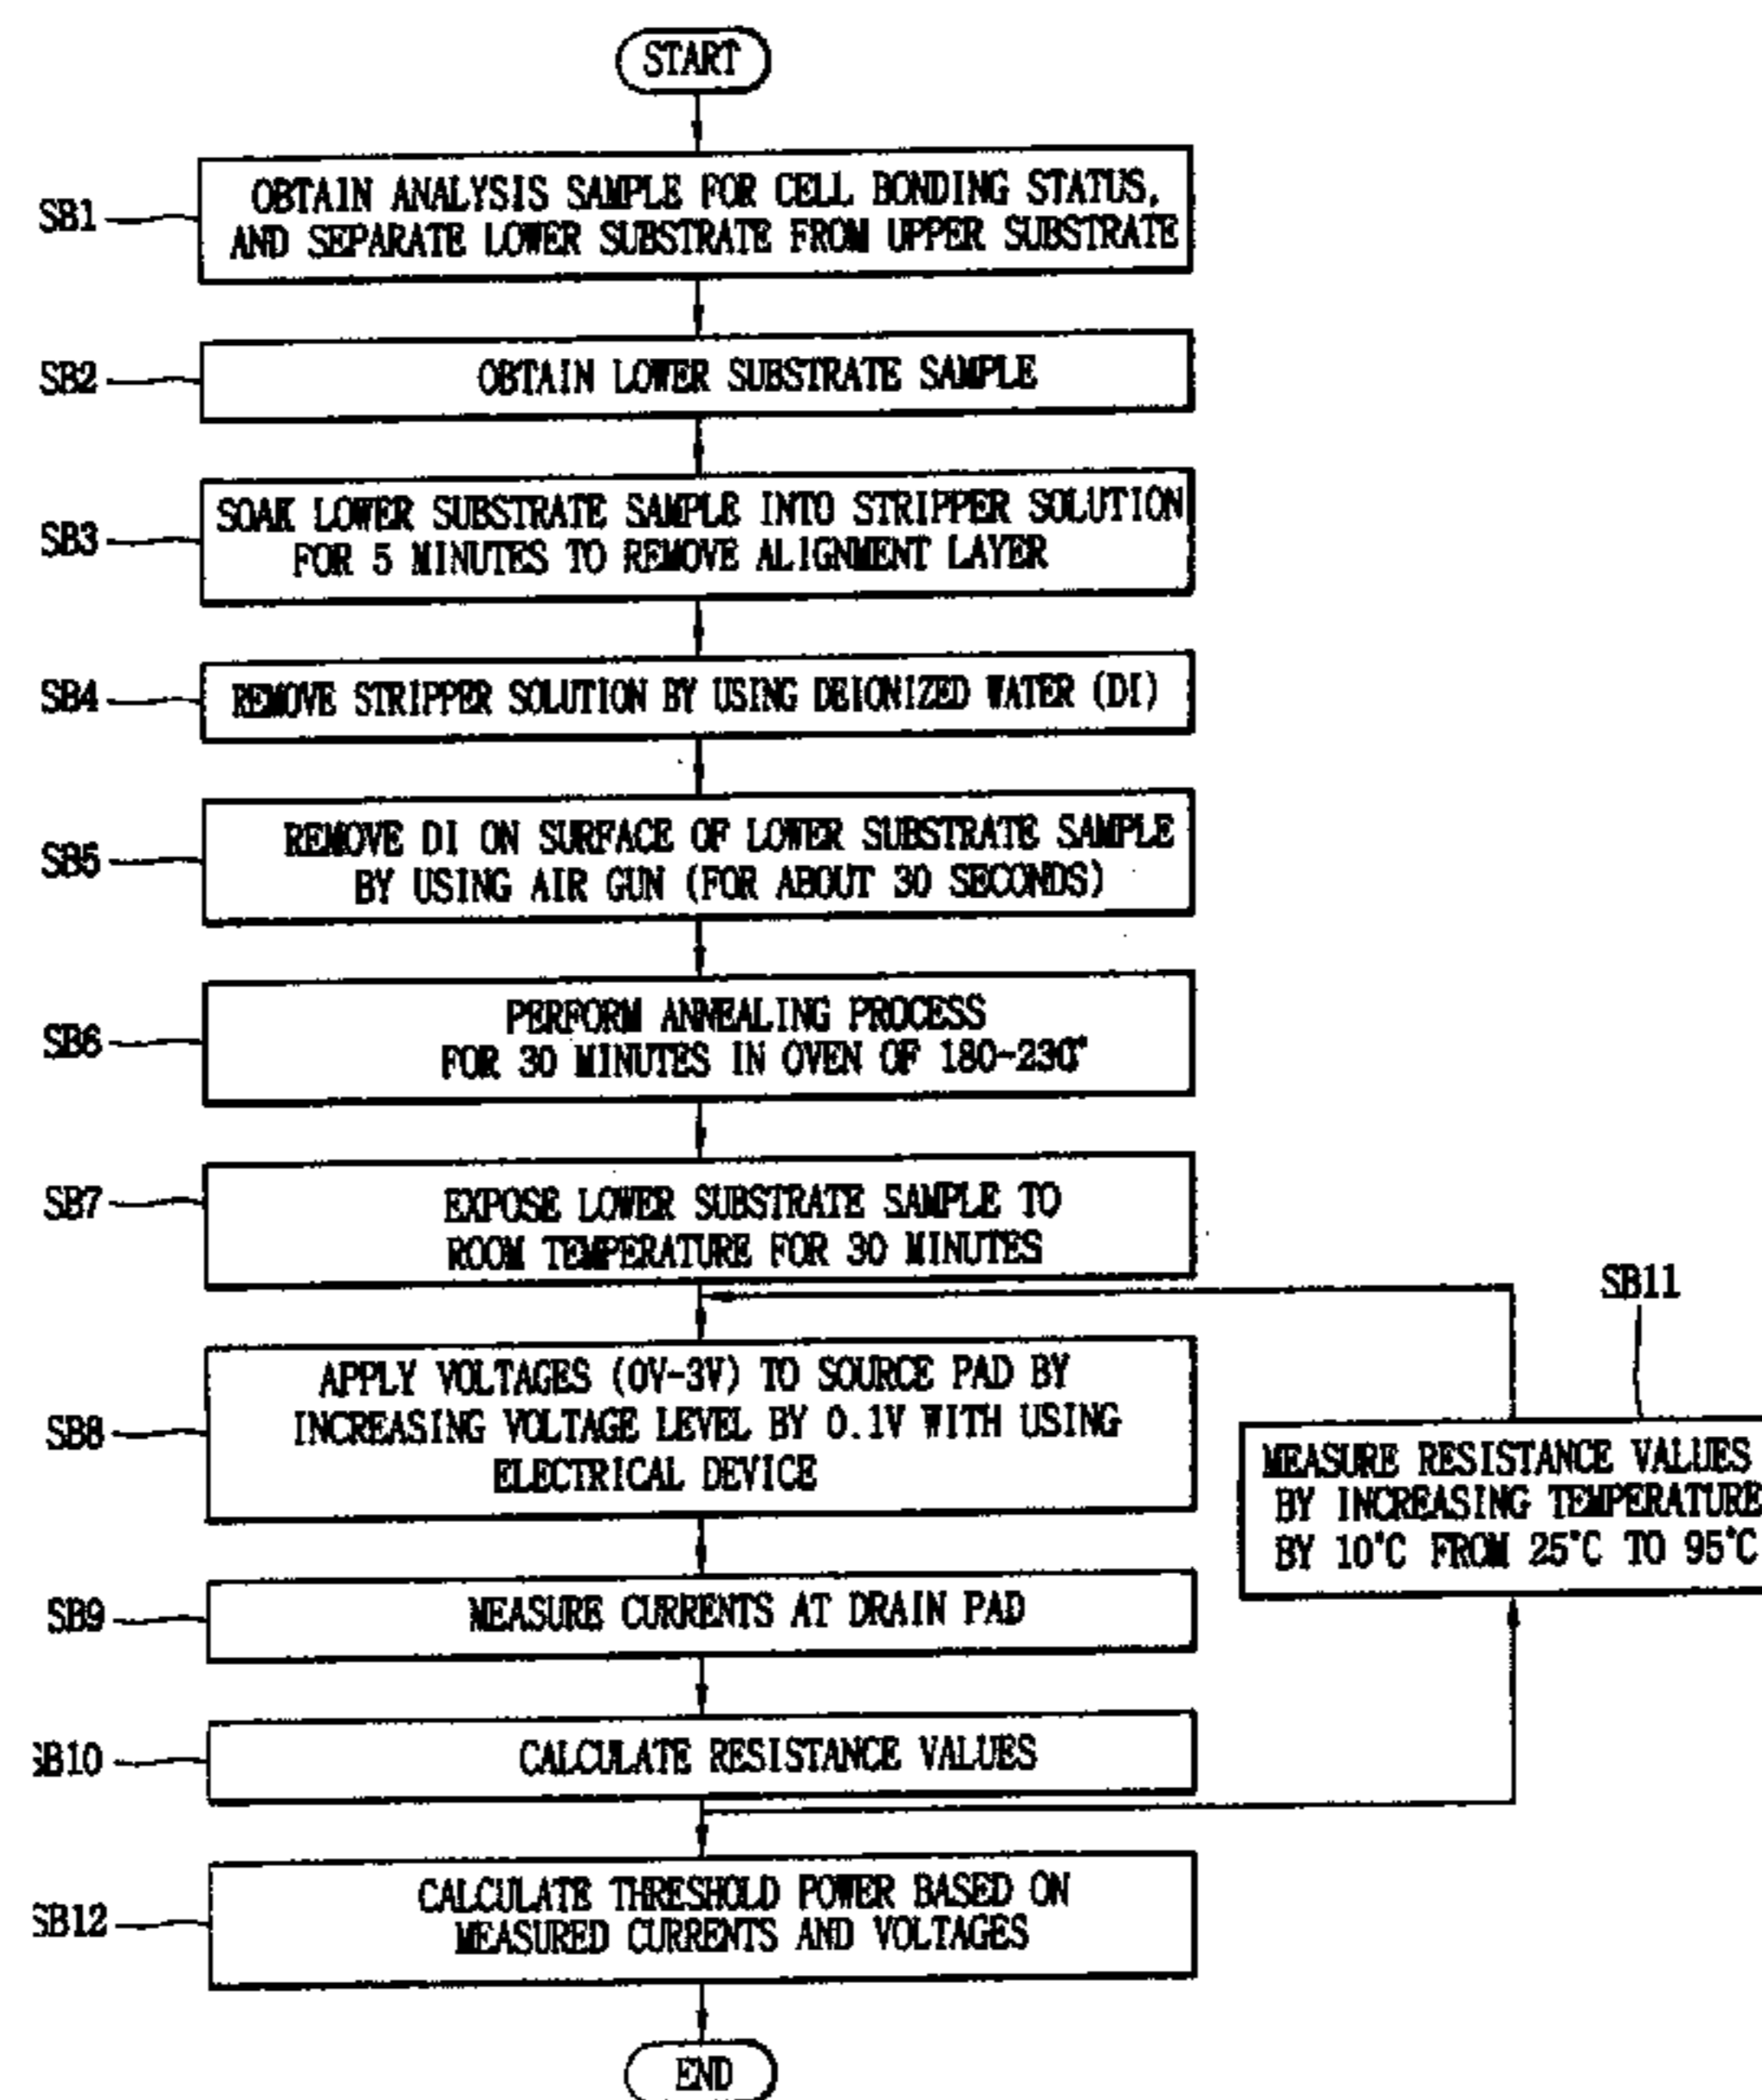 START
SB1
OBTAIN ANALYSIS SAMPLE FOR CELL BONDING STATUS,
AND SEPARATE LOWER SUBSTRATE FROM UPPER SUBSTRATE
SB2
OBTAIN LOWER SUBSTRATE SAMPLE
SB3
SOAK LOWER SUBSTRATE SAMPLE INTO STRIPPER SOLUTION
FOR 5 MINUTES TO REMOVE ALIGNMENT LAYER
SB4
REMOVE STRIPPER SOLUTION BY USING DEIONIZED WATER (DI)
SB5
REMOVE DI ON SURFACE OF LOWER SUBSTRATE SAMPLE
BY USING AIR GUN (FOR ABOUT 30 SECONDS)
SB6
PERFORM ANNEALING PROCESS
FOR 30 MINUTES IN OVEN OF 180-230°
SB7
EXPOSE LOWER SUBSTRATE SAMPLE TO
ROOM TEMPERATURE FOR 30 MINUTES
SB8
APPLY VOLTAGES (0V-3V) TO SOURCE PAD BY
INCREASING VOLTAGE LEVEL BY 0.1V WITH USING
ELECTRICAL DEVICE
SB11
MEASURE RESISTANCE VALUES
BY INCREASING TEMPERATURE
BY 10°C FROM 25°C TO 95°C
SB9
MEASURE CURRENTS AT DRAIN PAD
SB10
CALCULATE RESISTANCE VALUES
SB12
CALCULATE THRESHOLD POWER BASED ON
MEASURED CURRENTS AND VOLTAGES
END